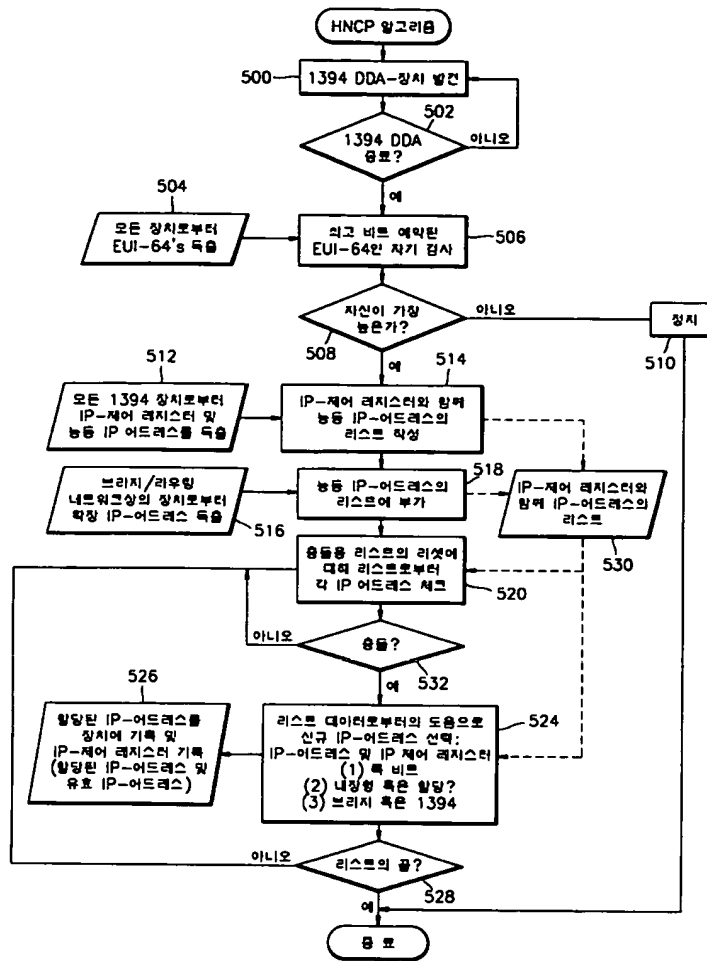 HNCP 알고리즘
500
1394 DDA-장치 발견
502
1394 DDA
종료?
아니오
예
504
모든 장치로부터
EUI-64's 독출
최고 비트 예약된
EUI-64인 자기 검사
506
자신이 가장
높은가?
508
아니오
정지
510
예
512
모든 1394 장치로부터
IP-제어 레지스터 및
능동 IP 어드레스를 독출
514
IP-제어 레지스터와 함께
능동 IP-어드레스의
리스트 작성
브리지/라우팅
네트워크상의 장치로부터
확장 IP-어드레스 독출
516
능동 IP-어드레스의
리스트에 부가
518
IP-제어 레지스터와
함께 IP-어드레스의
리스트
530
충돌용 리스트의 리셋에
대해 리스트로부터
각 IP 어드레스 체크
520
아니오
충돌?
532
예
526
할당된 IP-어드레스를
장치에 기록 및
IP-제어 레지스터 기록
(할당된 IP-어드레스 및
유효 IP-어드레스)
리스트 데이터로부터의 도움으로
신규 IP-어드레스 선택;
IP-어드레스 및 IP 제어 레지스터
(1) 록 비트
(2) 내장형 혹은 할당?
(3) 브리지 혹은 1394
524
아니오
리스트의 끝?
528
예
종 료